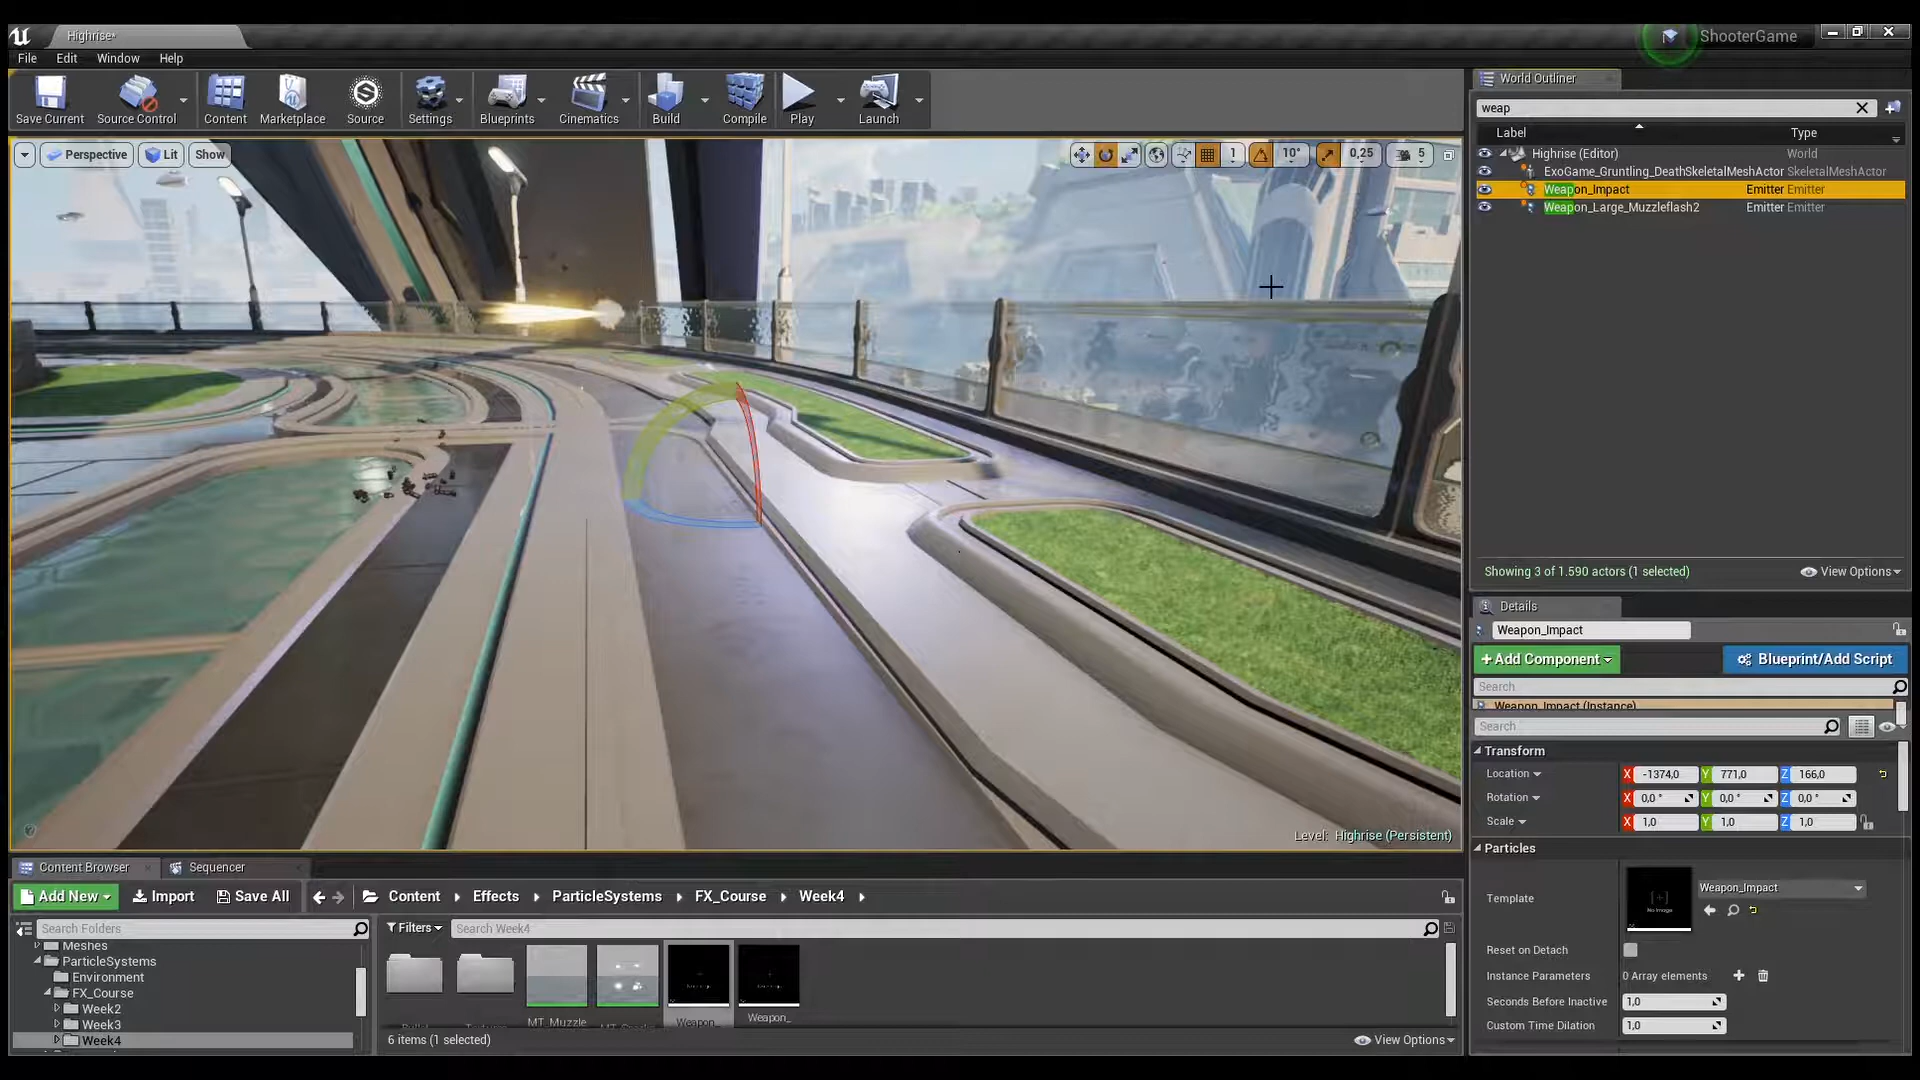 Highrise*
ShooterGame
File Edit Window Help
Save Current
Source Control
Content
Marketplace
Source
Settings
Blueprints
Cinematics
Build
Compile
Play
Launch
Perspective
Lit
Show
1
10°
0,25
5
Level: Highrise (Persistent)
World Outliner
weap
Label Type
Highrise (Editor) World
ExoGame_Gruntling_DeathSkeletalMeshActor SkeletalMeshActor
Weapon_Impact Emitter Emitter
Weapon_Large_Muzzleflash2 Emitter Emitter
Showing 3 of 1.590 actors (1 selected)
View Options
Details
Weapon_Impact
+Add Component
Blueprint/Add Script
Search
Weapon_Impact (Instance)
Search
Transform
Location X -1374,0 Y 771,0 Z 166,0
Rotation X 0,0 ° Y 0,0 ° Z 0,0 °
Scale X 1,0 Y 1,0 Z 1,0
Particles
Template
No Image
Weapon_Impact
Reset on Detach
Instance Parameters 0 Array elements
Seconds Before Inactive 1,0
Custom Time Dilation 1,0
Content Browser
Sequencer
Add New
Import
Save All
Content
Effects
ParticleSystems
FX_Course
Week4
Search Folders
Meshes
ParticleSystems
Environment
FX_Course
Week2
Week3
Week4
Filters
Search Week4
MT_Muzzle
Weapon_
Weapon_
6 items (1 selected)
View Options